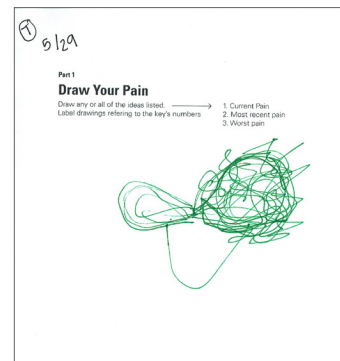 T
5/29
Part 1
Draw Your Pain
Draw any or all of the ideas listed.
Label drawings refering to the key's numbers
1. Current Pain
2. Most recent pain
3. Worst pain